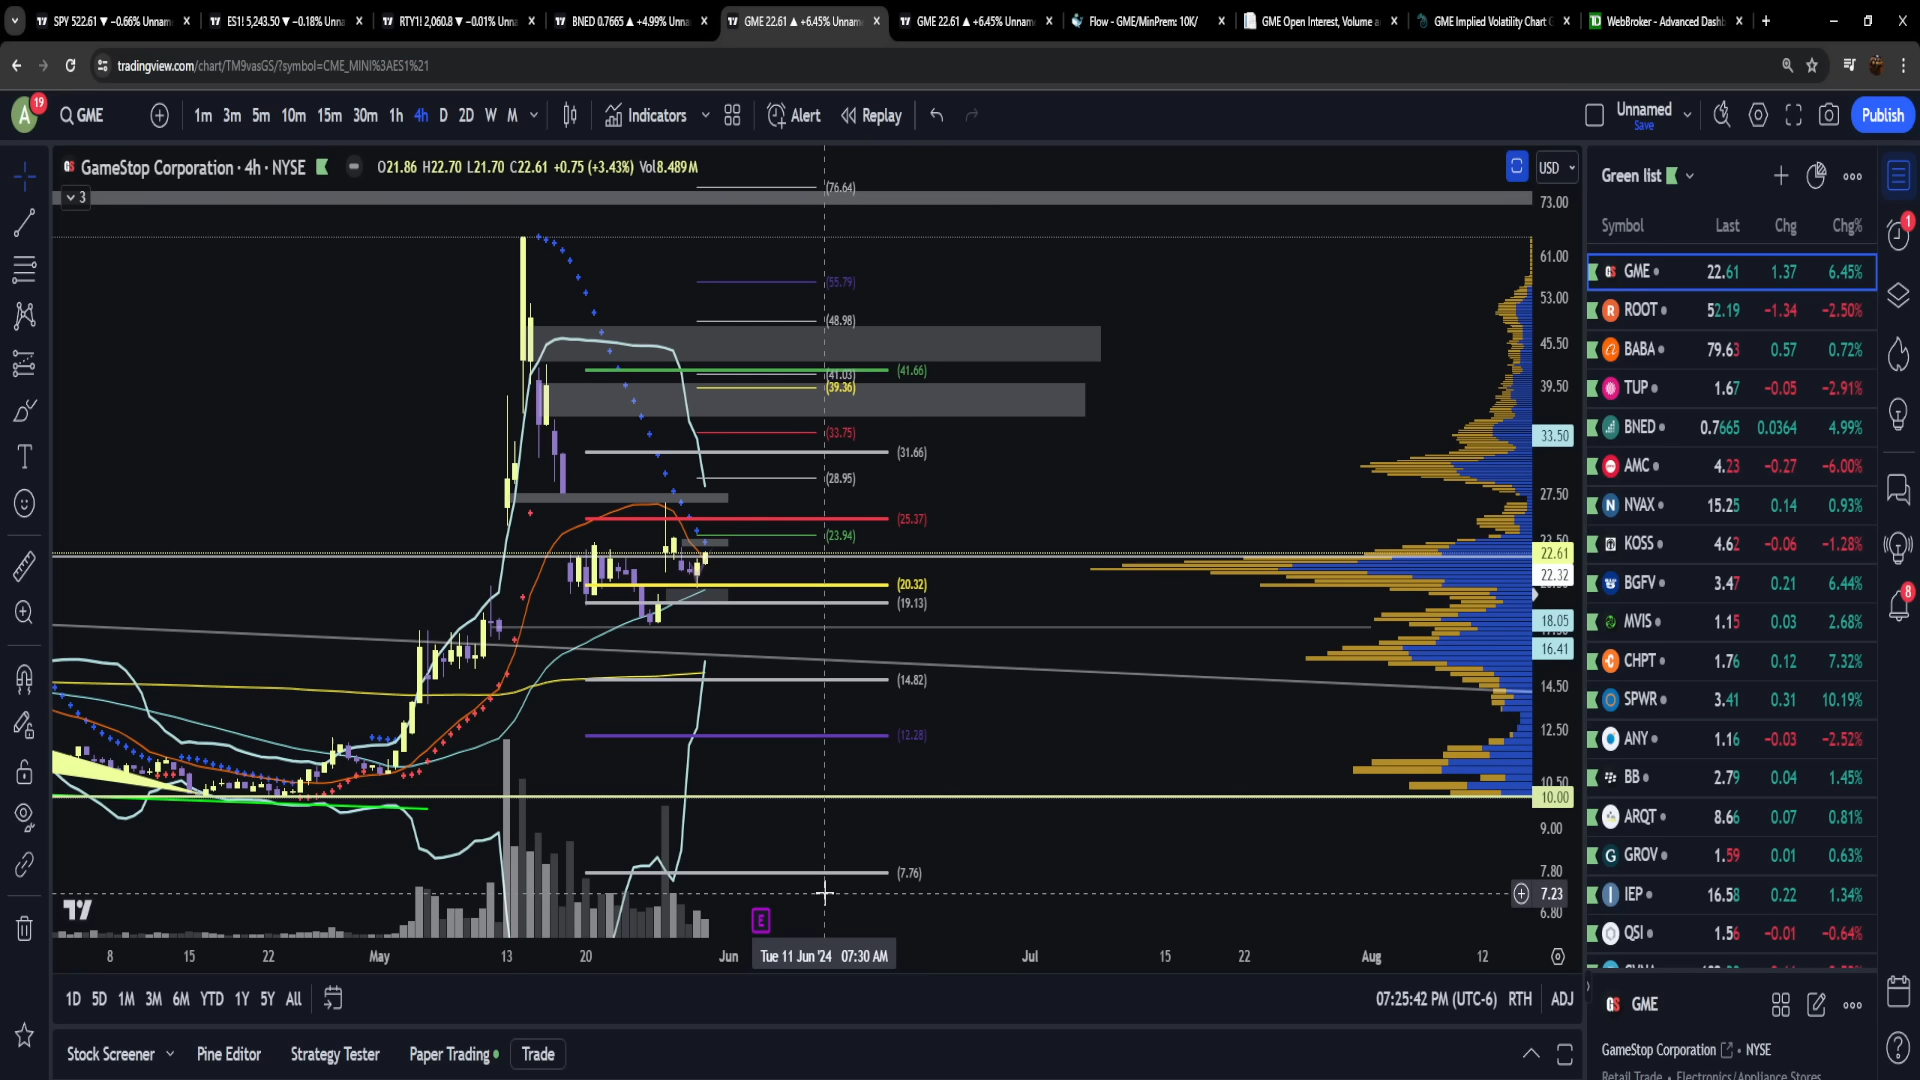 SPY 522.61 ▼ −0.66% Unnam
ES1! 5,243.50 ▼ −0.18% Unna
RTY1! 2,060.8 ▼ −0.01% Unn
BNED 0.7665 ▲ +4.99% Unna
GME 22.61 ▲ +6.45% Unnam
GME 22.61 ▲ +6.45% Unnam
Flow - GME/MinPrem: 10K/
GME Open Interest, Volume a
GME Implied Volatility Chart
WebBroker - Advanced Dashb
tradingview.com/chart/TM9vasGS/?symbol=CME_MINI%3AES1%21
A 19
GME
1m 3m 5m 10m 15m 30m 1h 4h D 2D W M
Indicators
Alert
Replay
Unnamed
Save
Publish
GameStop Corporation · 4h · NYSE
O21.86 H22.70 L21.70 C22.61 +0.75 (+3.43%) Vol8.489M
3
USD
(76.64)
(55.79)
(48.98)
(41.66)
(41.03)
(39.36)
(33.75)
(31.66)
(28.95)
(25.37)
(23.94)
(20.32)
(19.13)
(14.82)
(12.28)
(7.76)
73.00
61.00
53.00
45.50
39.50
33.50
27.50
22.61
22.32
18.05
16.41
14.50
12.50
10.50
10.00
9.00
7.80
7.23
6.80
E
8 15 22 May 13 20 Jun Tue 11 Jun '24 07:30 AM Jul 15 22 Aug 12
1D 5D 1M 3M 6M YTD 1Y 5Y All
07:25:42 PM (UTC-6) RTH ADJ
Stock Screener Pine Editor Strategy Tester Paper Trading Trade
Green list
Symbol Last Chg Chg%
GME 22.61 1.37 6.45%
ROOT 52.19 −1.34 −2.50%
BABA 79.63 0.57 0.72%
TUP 1.67 −0.05 −2.91%
BNED 0.7665 0.0364 4.99%
AMC 4.23 −0.27 −6.00%
NVAX 15.25 0.14 0.93%
KOSS 4.62 −0.06 −1.28%
BGFV 3.47 0.21 6.44%
MVIS 1.15 0.03 2.68%
CHPT 1.76 0.12 7.32%
SPWR 3.41 0.31 10.19%
ANY 1.16 −0.03 −2.52%
BB 2.79 0.04 1.45%
ARQT 8.66 0.07 0.81%
GROV 1.59 0.01 0.63%
IEP 16.58 0.22 1.34%
QSI 1.56 −0.01 −0.64%
GME
GameStop Corporation · NYSE
Retail Trade · Electronics/Appliance Stores
1
8